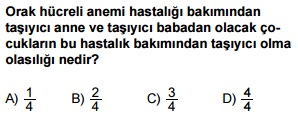 Orak hücreli anemi hastalığı bakımından
taşıyıcı anne ve taşıyıcı babadan olacak ço-
cukların bu hastalık bakımından taşıyıcı olma
olasılığı nedir?
A) 1/4 B) 2/4 C) 3/4 D) 4/4